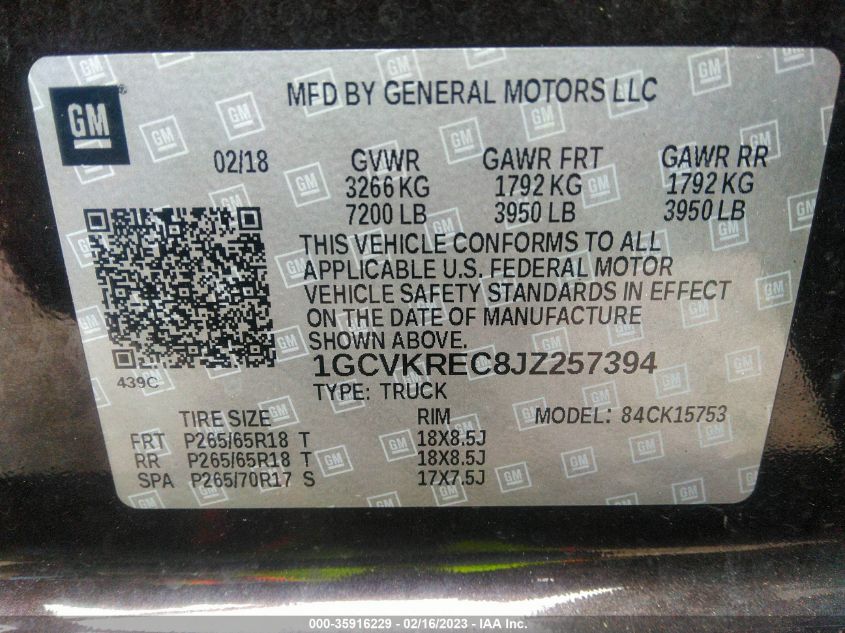 GM
MFD BY GENERAL MOTORS LLC
02/18 GVWR GAWR FRT GAWR RR
3266 KG 1792 KG 1792 KG
7200 LB 3950 LB 3950 LB
THIS VEHICLE CONFORMS TO ALL
APPLICABLE U.S. FEDERAL MOTOR
VEHICLE SAFETY STANDARDS IN EFFECT
ON THE DATE OF MANUFACTURE
SHOWN ABOVE.
439C
1GCVKREC8JZ257394
TYPE: TRUCK
TIRE SIZE RIM MODEL: 84CK15753
FRT P265/65R18 T 18X8.5J
RR P265/65R18 T 18X8.5J
SPA P265/70R17 S 17X7.5J
000-35916229 - 02/16/2023 - © IAA Inc.